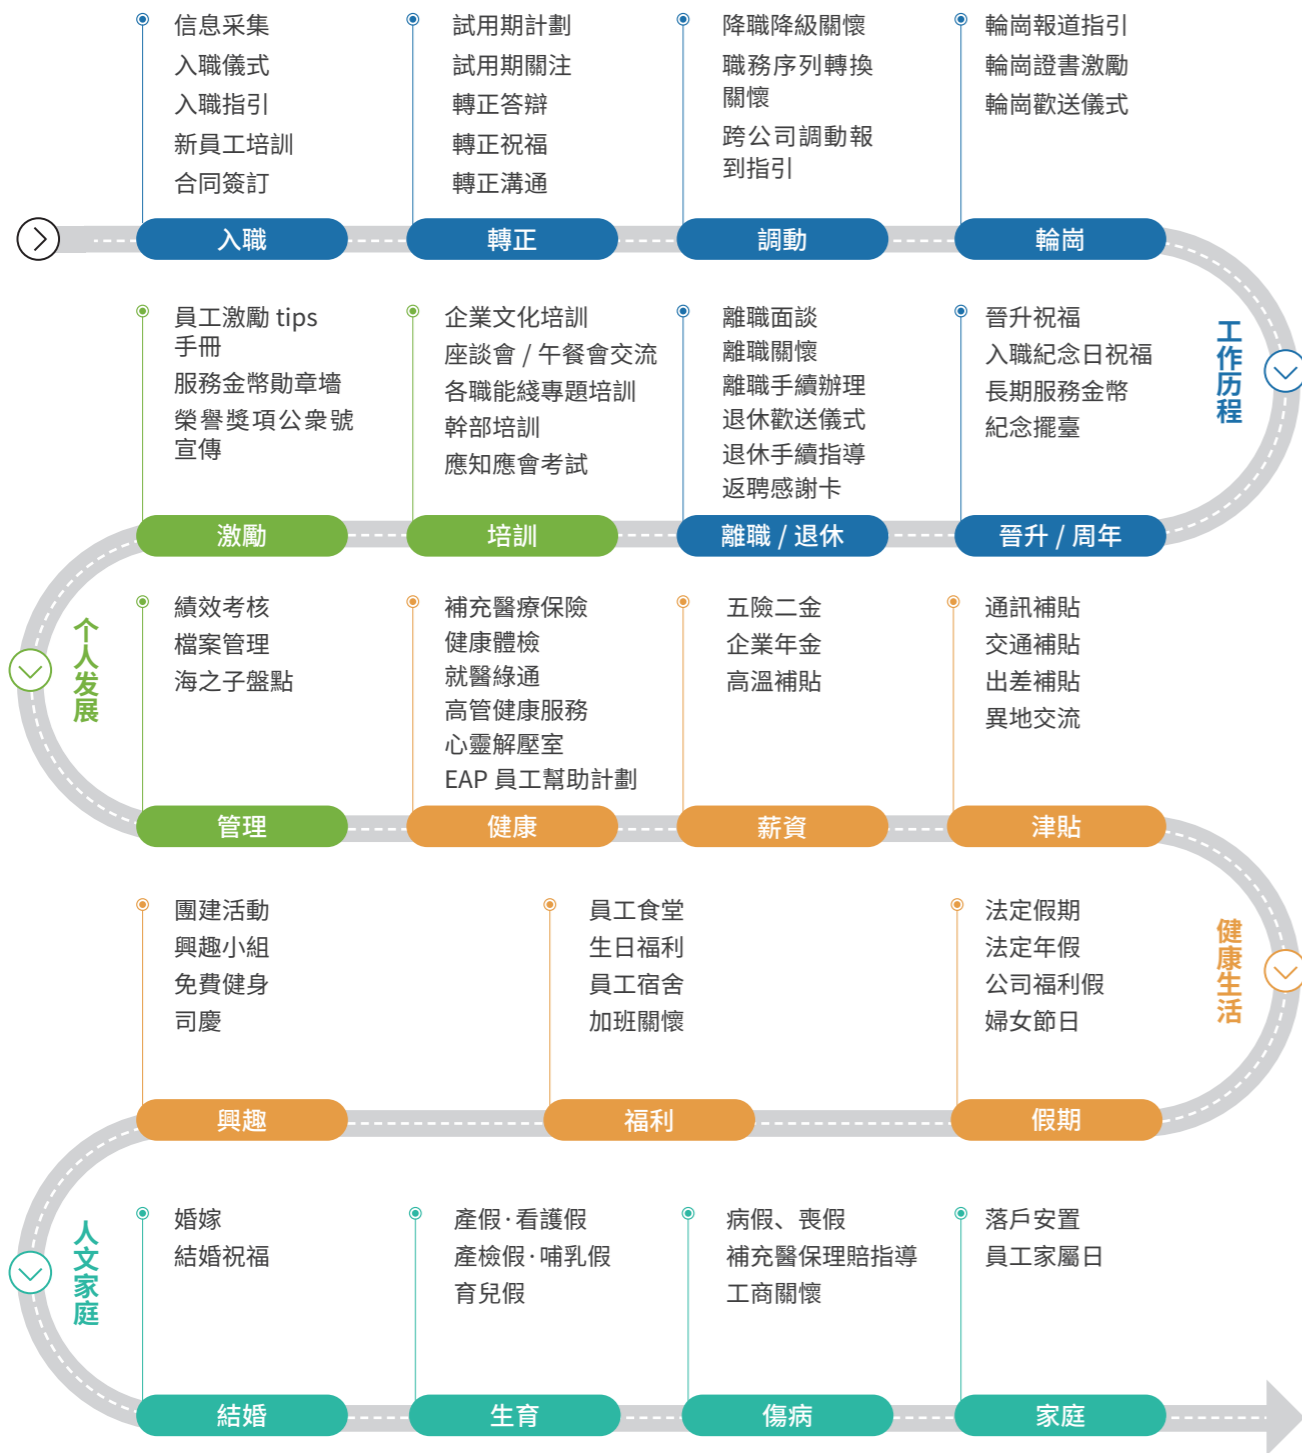 信息采集
入職儀式
入職指引
新員工培訓
合同簽訂
入職
試用期計劃
試用期關注
轉正答辯
轉正祝福
轉正溝通
轉正
降職降級關懷
職務序列轉換
關懷
跨公司調動報
到指引
調動
輪崗報道指引
輪崗證書激勵
輪崗歡送儀式
輪崗
工作历程
晉升祝福
入職紀念日祝福
長期服務金幣
紀念擺臺
晉升 / 周年
離職面談
離職關懷
離職手續辦理
退休歡送儀式
退休手續指導
返聘感謝卡
離職 / 退休
企業文化培訓
座談會 / 午餐會交流
各職能綫專題培訓
幹部培訓
應知應會考試
培訓
員工激勵 tips
手冊
服務金幣勛章墻
榮譽獎項公衆號
宣傳
激勵
个人发展
績效考核
檔案管理
海之子盤點
管理
補充醫療保險
健康體檢
就醫綠通
高管健康服務
心靈解壓室
EAP 員工幫助計劃
健康
五險二金
企業年金
高溫補貼
薪資
通訊補貼
交通補貼
出差補貼
異地交流
津貼
健康生活
法定假期
法定年假
公司福利假
婦女節日
假期
員工食堂
生日福利
員工宿舍
加班關懷
福利
團建活動
興趣小組
免費健身
司慶
興趣
人文家庭
婚嫁
結婚祝福
結婚
產假·看護假
產檢假·哺乳假
育兒假
生育
病假、喪假
補充醫保理賠指導
工商關懷
傷病
落戶安置
員工家屬日
家庭